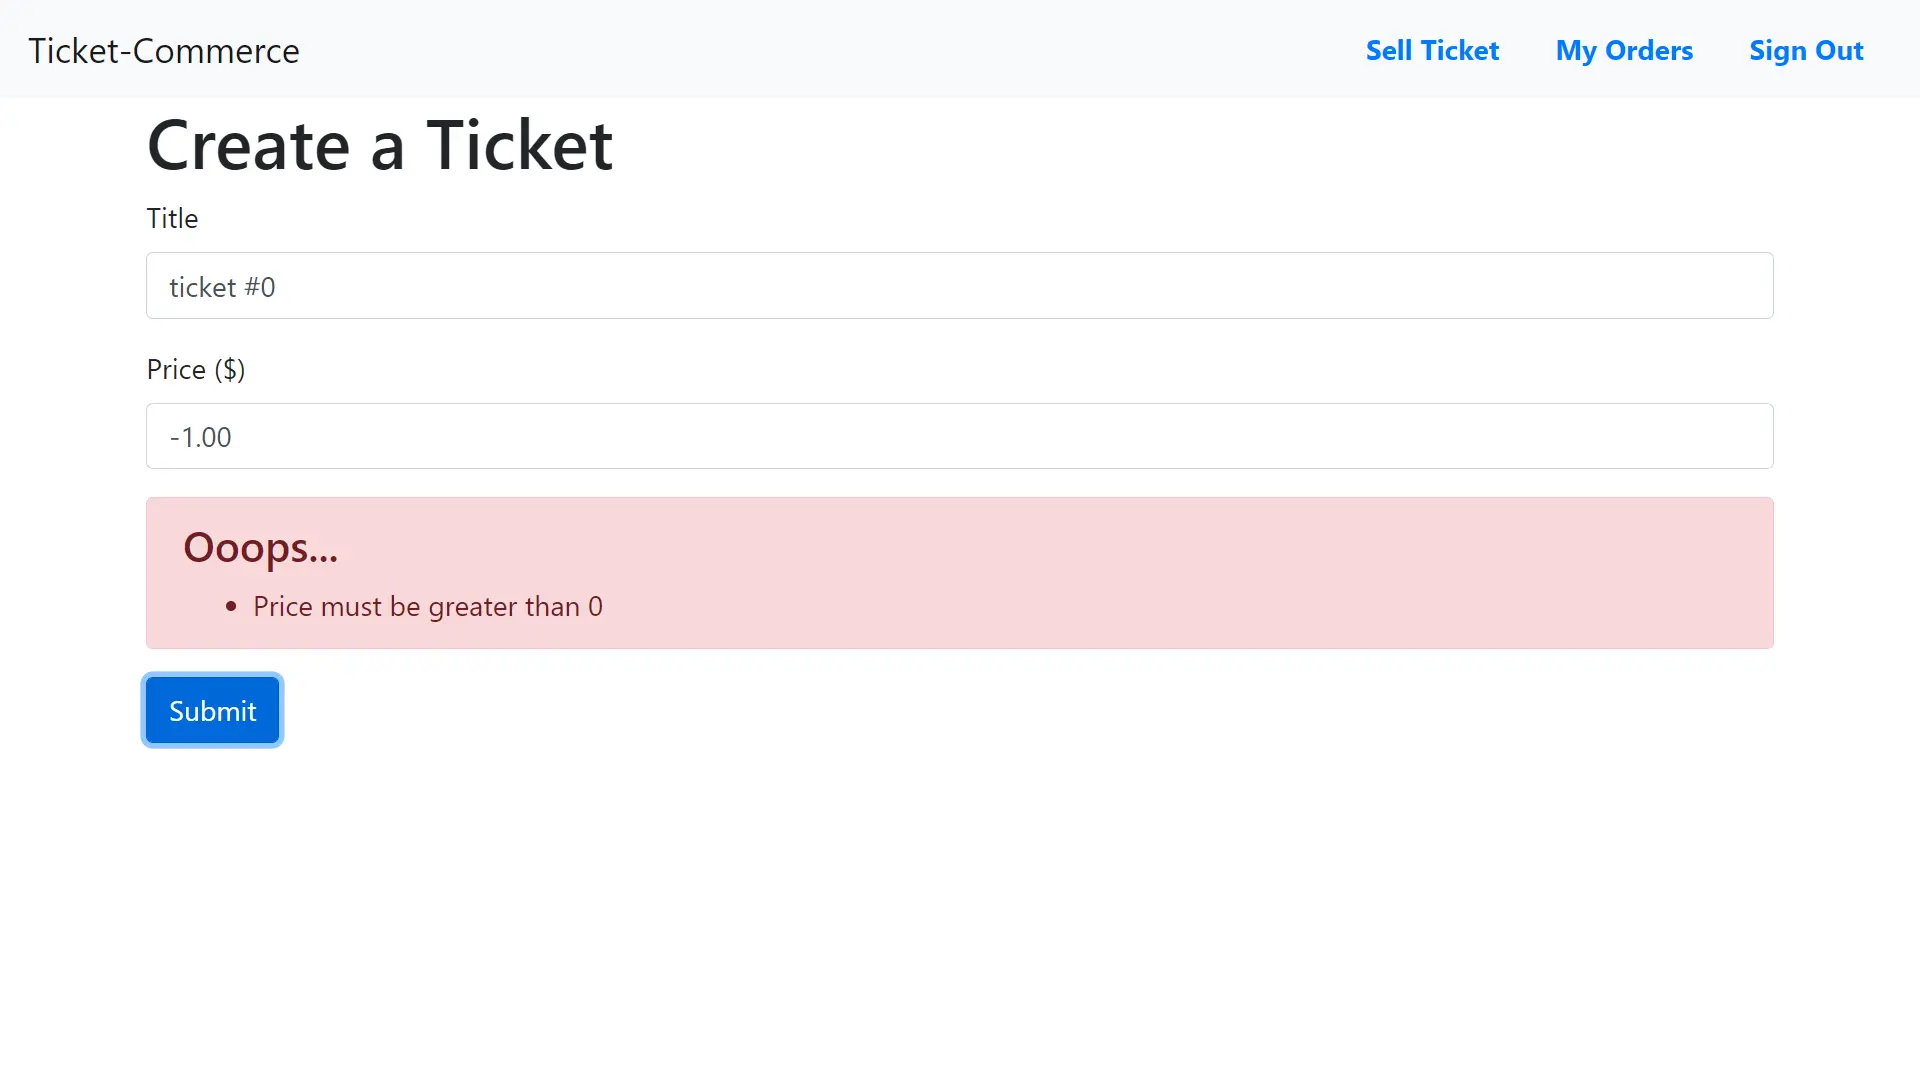 Ticket-Commerce Sell Ticket My Orders Sign Out
Create a Ticket
Title
ticket #0
Price ($)
-1.00
Ooops...
• Price must be greater than 0
Submit